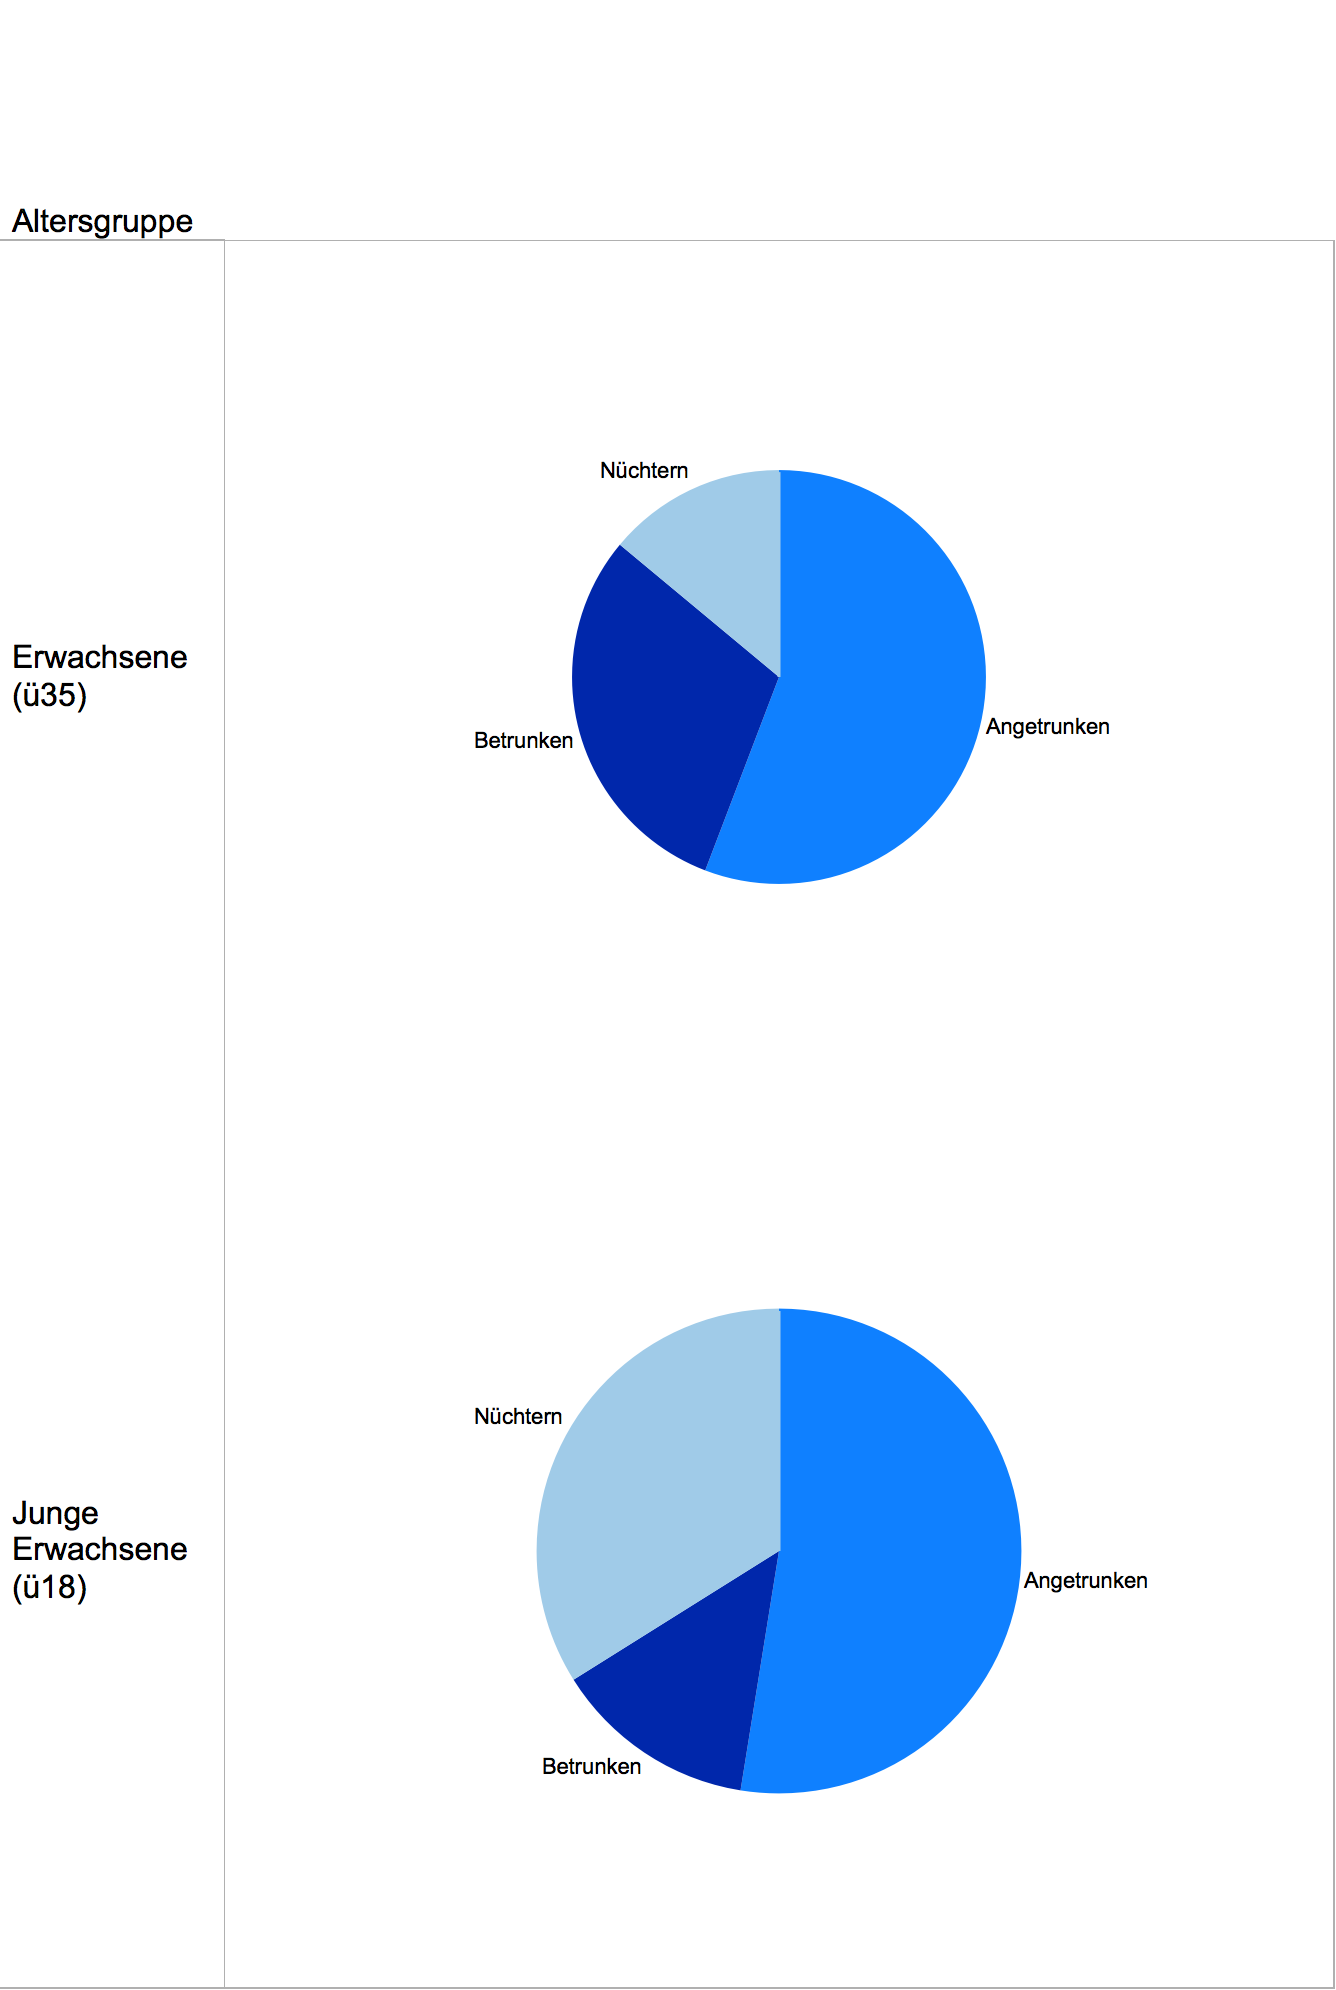 Altersgruppe
Nüchtern
Erwachsene
(ü35)
Angetrunken
Betrunken
Nüchtern
Junge
Erwachsene
(ü18)
Angetrunken
Betrunken